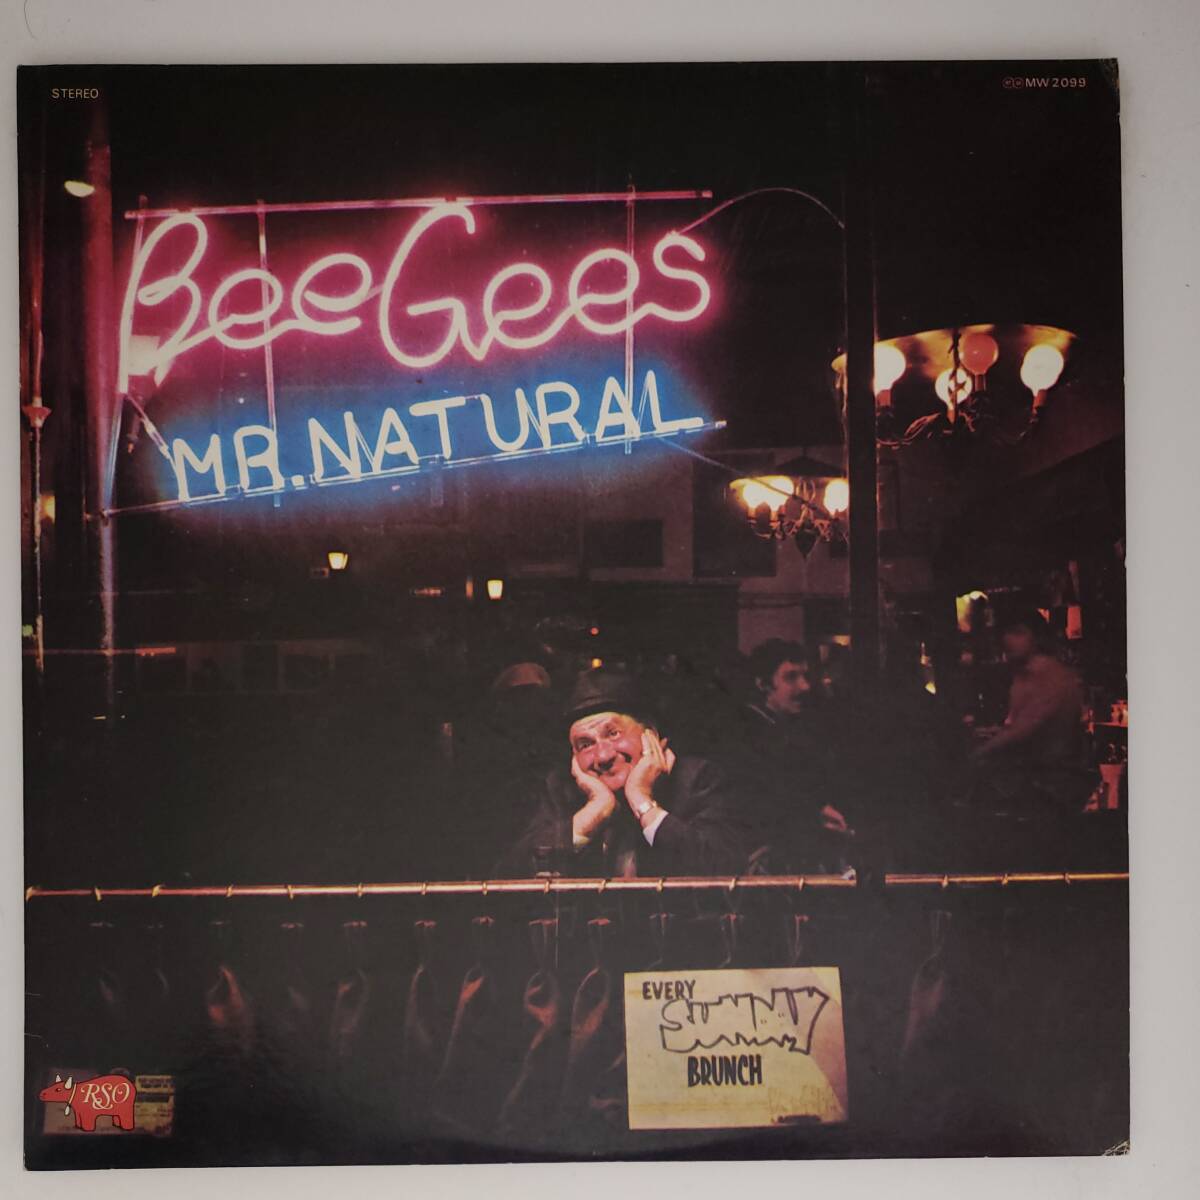 STEREO
MW 2099
Bee Gees
MR. NATURAL
EVERY
SUNDAY
BRUNCH
RSO